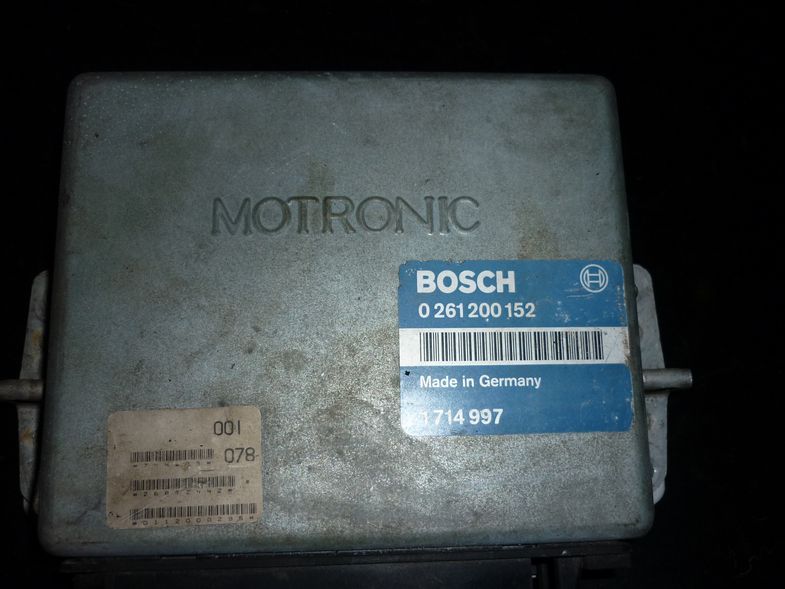 MOTRONIC
BOSCH
0 261 200 152
Made in Germany
1 714 997
001
078